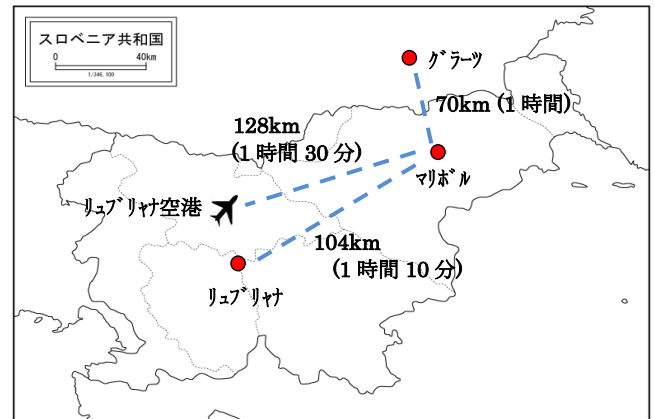 スロベニア共和国
0 40km
1/346,100
グラーツ
70km (1 時間)
128km
(1 時間 30 分)
マリボル
リュブリャナ空港
104km
(1 時間 10 分)
リュブリャナ